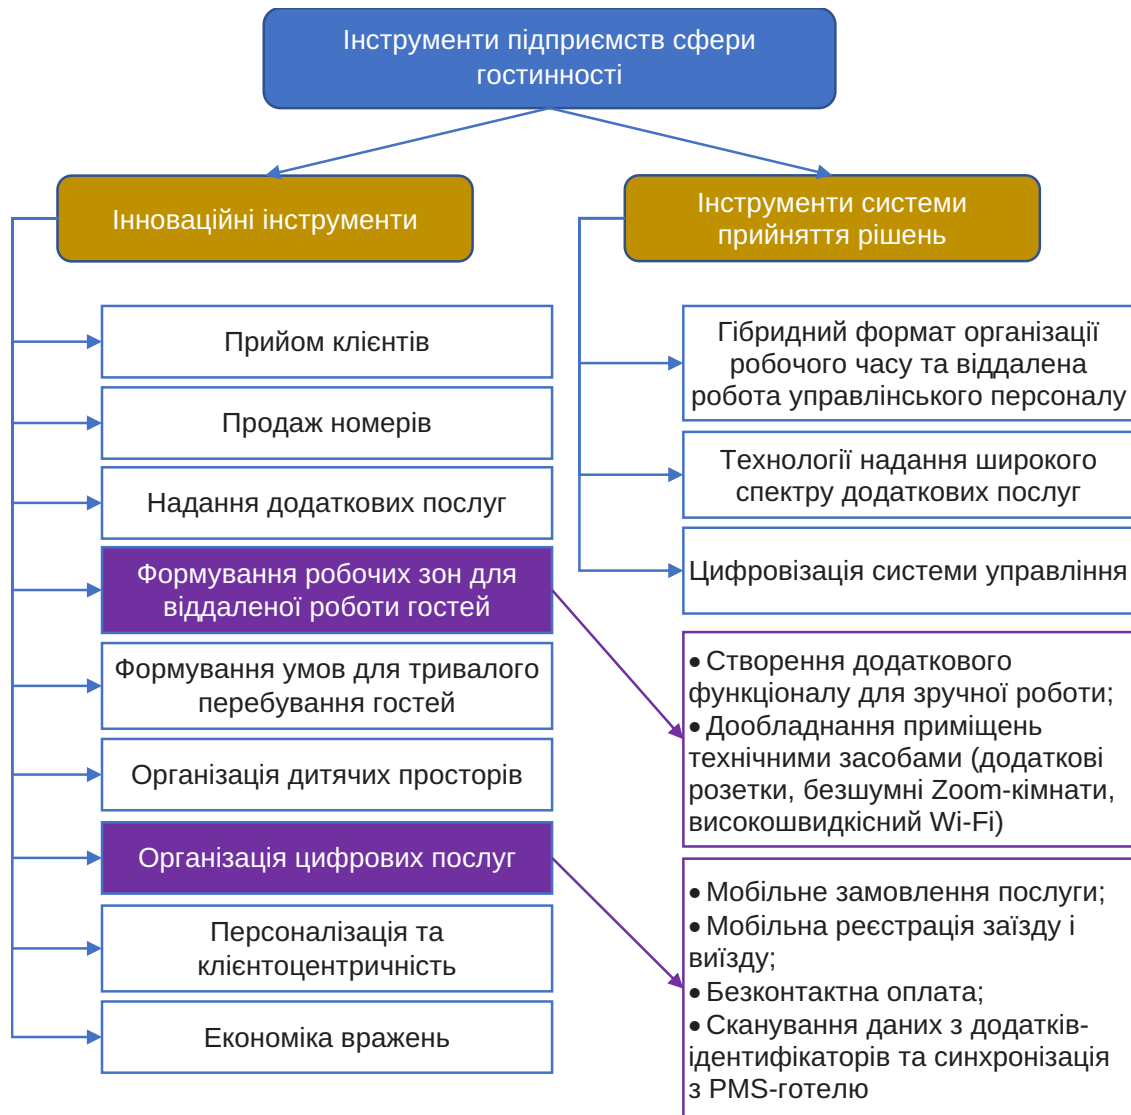 Інструменти підприємств сфери
гостинності
Інноваційні інструменти
Інструменти системи
прийняття рішень
Прийом клієнтів
Продаж номерів
Надання додаткових послуг
Формування робочих зон для
віддаленої роботи гостей
Формування умов для тривалого
перебування гостей
Організація дитячих просторів
Організація цифрових послуг
Персоналізація та
клієнтоцентричність
Економіка вражень
Гібридний формат організації
робочого часу та віддалена
робота управлінського персоналу
Технології надання широкого
спектру додаткових послуг
Цифровізація системи управління
• Створення додаткового
функціоналу для зручної роботи;
• Дообладнання приміщень
технічними засобами (додаткові
розетки, безшумні Zoom-кімнати,
високошвидкісний Wi-Fi)
• Мобільне замовлення послуги;
• Мобільна реєстрація заїзду і
виїзду;
• Безконтактна оплата;
• Сканування даних з додатків-
ідентифікаторів та синхронізація
з PMS-готелю